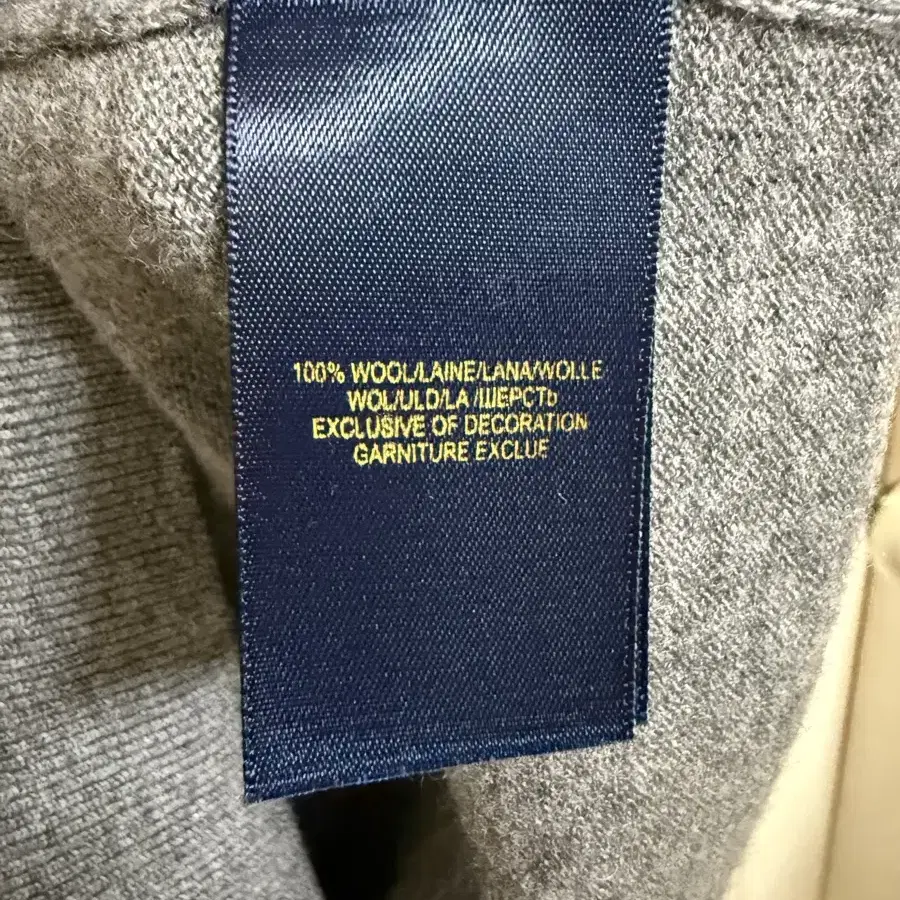 100% WOOL/LAINE/LANA/WOLLE
WOL/ULD/LA /ШЕРСТЬ
EXCLUSIVE OF DECORATION
GARNITURE EXCLUE